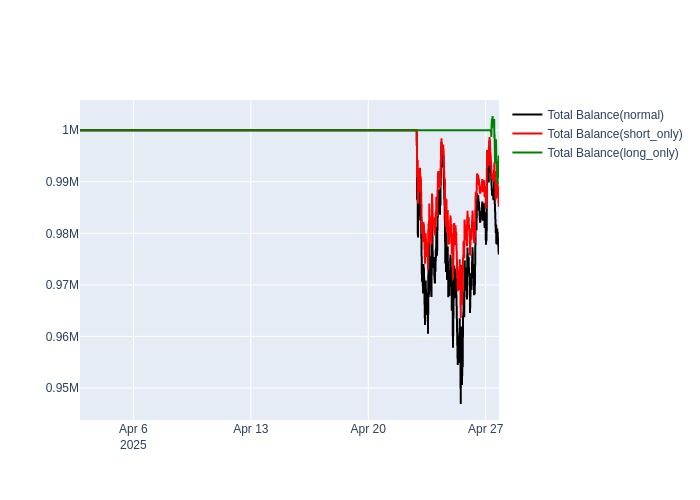 Total Balance(normal)
Total Balance(short_only)
Total Balance(long_only)
1M
0.99M
0.98M
0.97M
0.96M
0.95M
Apr 6
2025
Apr 13
Apr 20
Apr 27